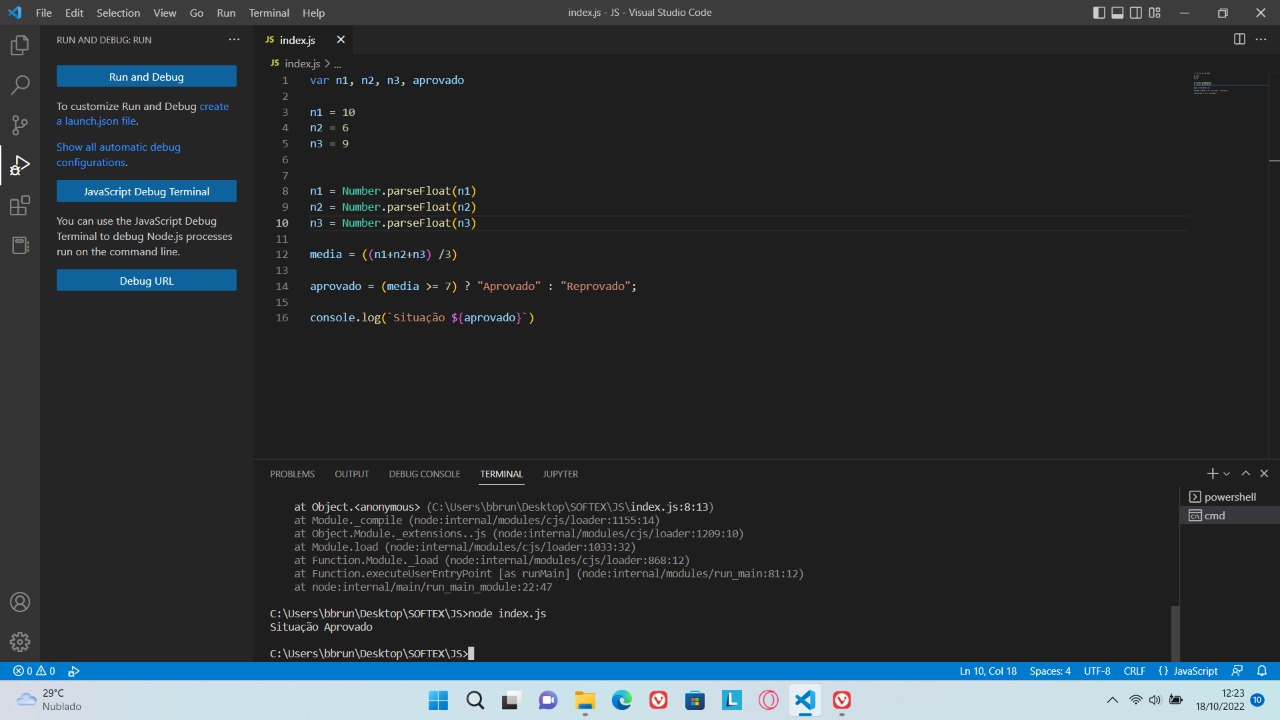 File Edit Selection View Go Run Terminal Help
index.js - JS - Visual Studio Code
RUN AND DEBUG: RUN
Run and Debug
To customize Run and Debug create
a launch.json file.
Show all automatic debug
configurations.
JavaScript Debug Terminal
You can use the JavaScript Debug
Terminal to debug Node.js processes
run on the command line.
Debug URL
JS index.js
JS index.js > ...
1 var n1, n2, n3, aprovado
2
3 n1 = 10
4 n2 = 6
5 n3 = 9
6
7
8 n1 = Number.parseFloat(n1)
9 n2 = Number.parseFloat(n2)
10 n3 = Number.parseFloat(n3)
11
12 media = ((n1+n2+n3) /3)
13
14 aprovado = (media >= 7) ? "Aprovado" : "Reprovado";
15
16 console.log(`Situação ${aprovado}`)
PROBLEMS OUTPUT DEBUG CONSOLE TERMINAL JUPYTER
at Object.<anonymous> (C:\Users\bbrun\Desktop\SOFTEX\JS\index.js:8:13)
at Module._compile (node:internal/modules/cjs/loader:1155:14)
at Object.Module._extensions..js (node:internal/modules/cjs/loader:1209:10)
at Module.load (node:internal/modules/cjs/loader:1033:32)
at Function.Module._load (node:internal/modules/cjs/loader:868:12)
at Function.executeUserEntryPoint [as runMain] (node:internal/modules/run_main:81:12)
at node:internal/main/run_main_module:22:47
C:\Users\bbrun\Desktop\SOFTEX\JS>node index.js
Situação Aprovado
C:\Users\bbrun\Desktop\SOFTEX\JS>
powershell
cmd
0 0
Ln 10, Col 18 Spaces: 4 UTF-8 CRLF {} JavaScript
29°C
Nublado
L
12:23
18/10/2022
10